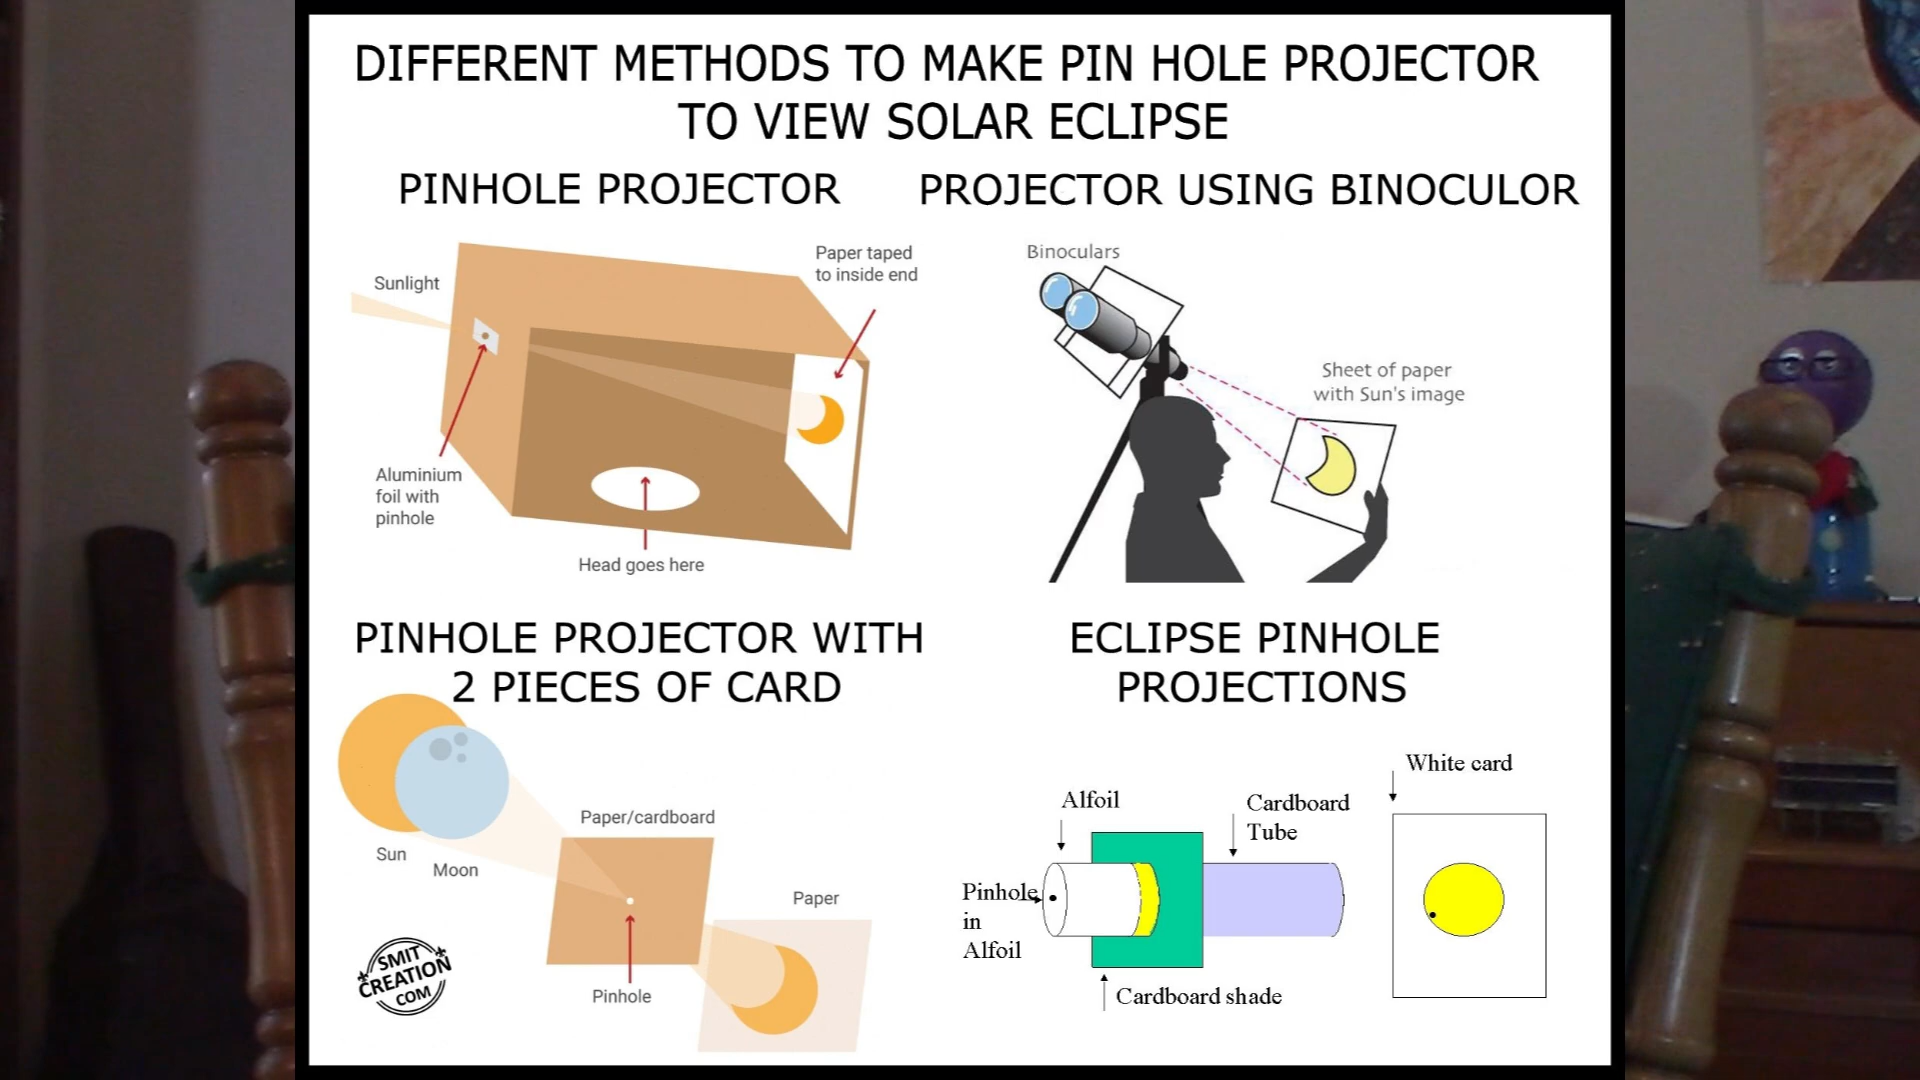 DIFFERENT METHODS TO MAKE PIN HOLE PROJECTOR
TO VIEW SOLAR ECLIPSE
PINHOLE PROJECTOR
Sunlight
Paper taped
to inside end
Aluminium
foil with
pinhole
Head goes here
PROJECTOR USING BINOCULOR
Binoculars
Sheet of paper
with Sun's image
PINHOLE PROJECTOR WITH
2 PIECES OF CARD
Sun
Moon
Paper/cardboard
Paper
Pinhole
SMIT
CREATION
COM
ECLIPSE PINHOLE
PROJECTIONS
White card
Alfoil
Cardboard
Tube
Pinhole
in
Alfoil
Cardboard shade